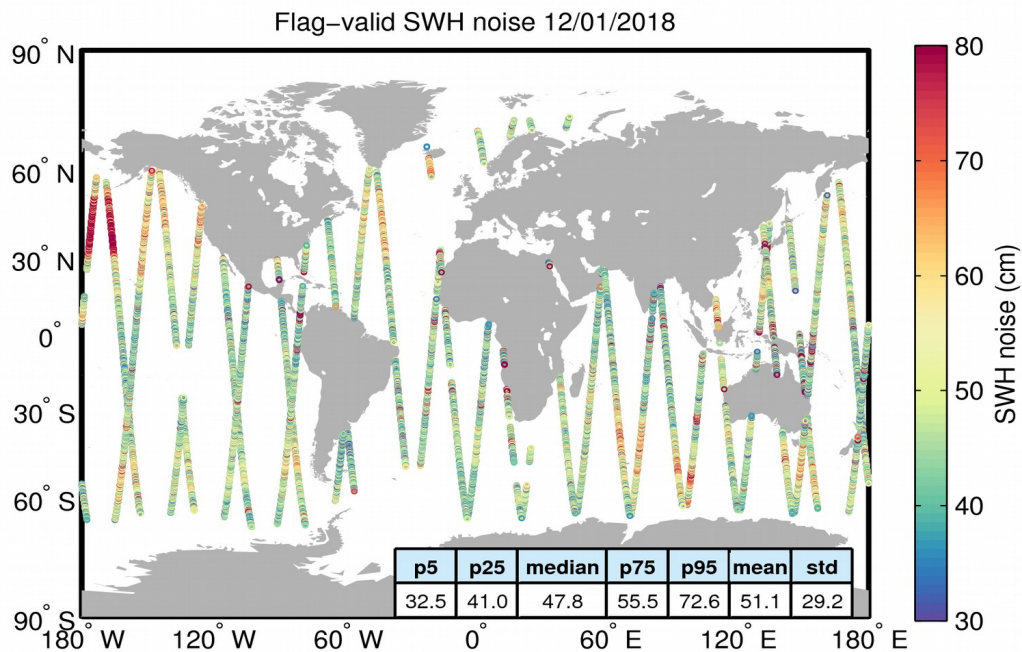 Flag−valid SWH noise 12/01/2018
90° N
60° N
30° N
0°
30° S
60° S
90° S
180° W
120° W
60° W
0°
60° E
120° E
180° E
80
70
60
50
40
30
SWH noise (cm)
p5 p25 median p75 p95 mean std
32.5 41.0 47.8 55.5 72.6 51.1 29.2